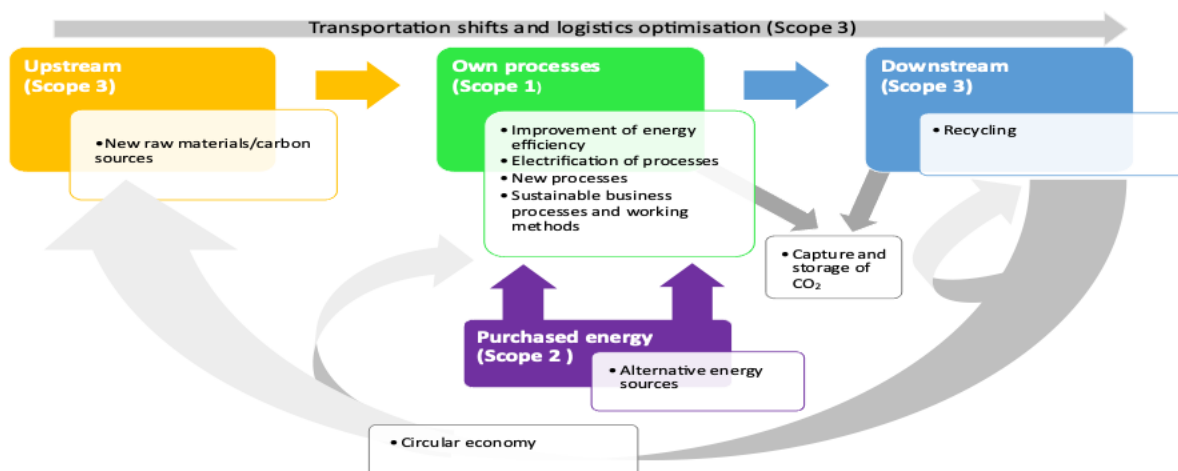 Transportation shifts and logistics optimisation (Scope 3)
Upstream
(Scope 3)
• New raw materials/carbon
sources
Own processes
(Scope 1)
• Improvement of energy
efficiency
• Electrification of processes
• New processes
• Sustainable business
processes and working
methods
Downstream
(Scope 3)
• Recycling
• Capture and
storage of
CO₂
Purchased energy
(Scope 2 )
• Alternative energy
sources
• Circular economy